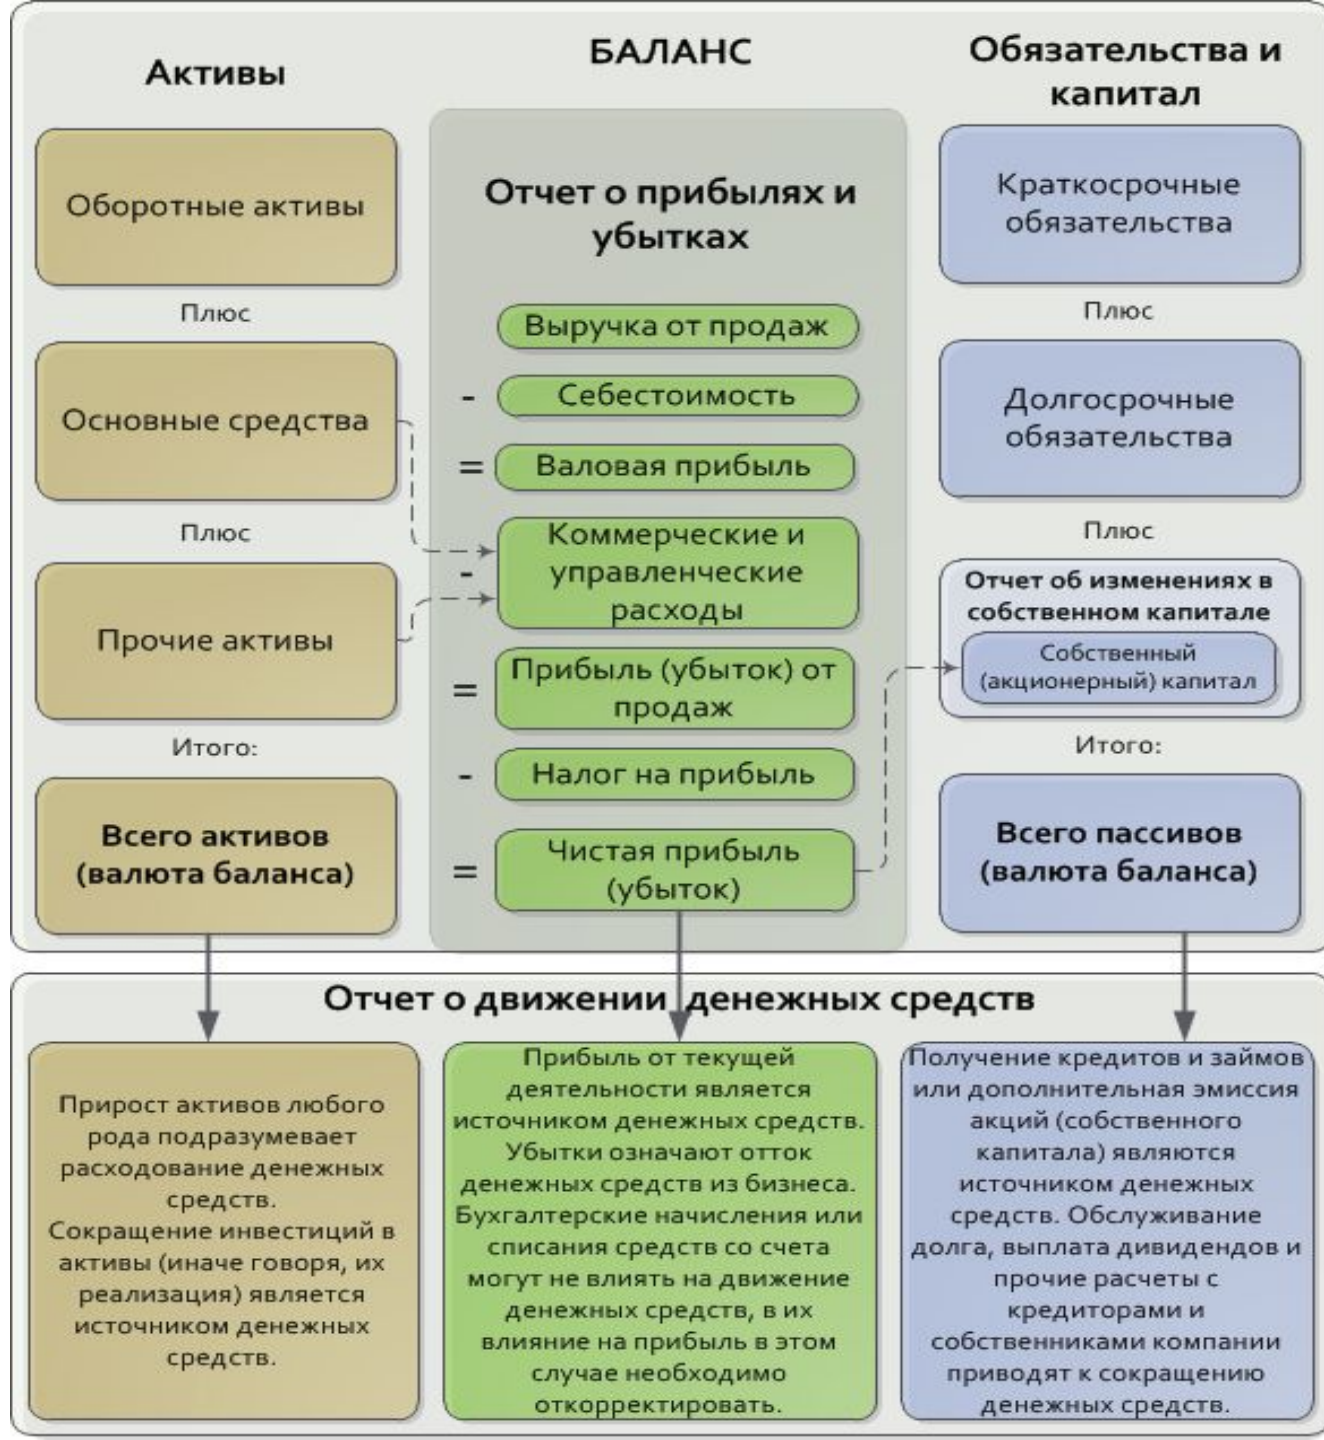 БАЛАНС
Активы
Оборотные активы
Плюс
Основные средства
Плюс
Прочие активы
Итого:
Всего активов
(валюта баланса)
Отчет о прибылях и
убытках
Выручка от продаж
- Себестоимость
= Валовая прибыль
- Коммерческие и
управленческие
расходы
= Прибыль (убыток) от
продаж
- Налог на прибыль
= Чистая прибыль
(убыток)
Обязательства и
капитал
Краткосрочные
обязательства
Плюс
Долгосрочные
обязательства
Плюс
Отчет об изменениях в
собственном капитале
Собственный
(акционерный) капитал
Итого:
Всего пассивов
(валюта баланса)
Отчет о движении денежных средств
Прирост активов любого
рода подразумевает
расходование денежных
средств.
Сокращение инвестиций в
активы (иначе говоря, их
реализация) является
источником денежных
средств.
Прибыль от текущей
деятельности является
источником денежных средств.
Убытки означают отток
денежных средств из бизнеса.
Бухгалтерские начисления или
списания средств со счета
могут не влиять на движение
денежных средств, в их
влияние на прибыль в этом
случае необходимо
откорректировать.
Получение кредитов и займов
или дополнительная эмиссия
акций (собственного
капитала) являются
источником денежных
средств. Обслуживание
долга, выплата дивидендов и
прочие расчеты с
кредиторами и
собственниками компании
приводят к сокращению
денежных средств.